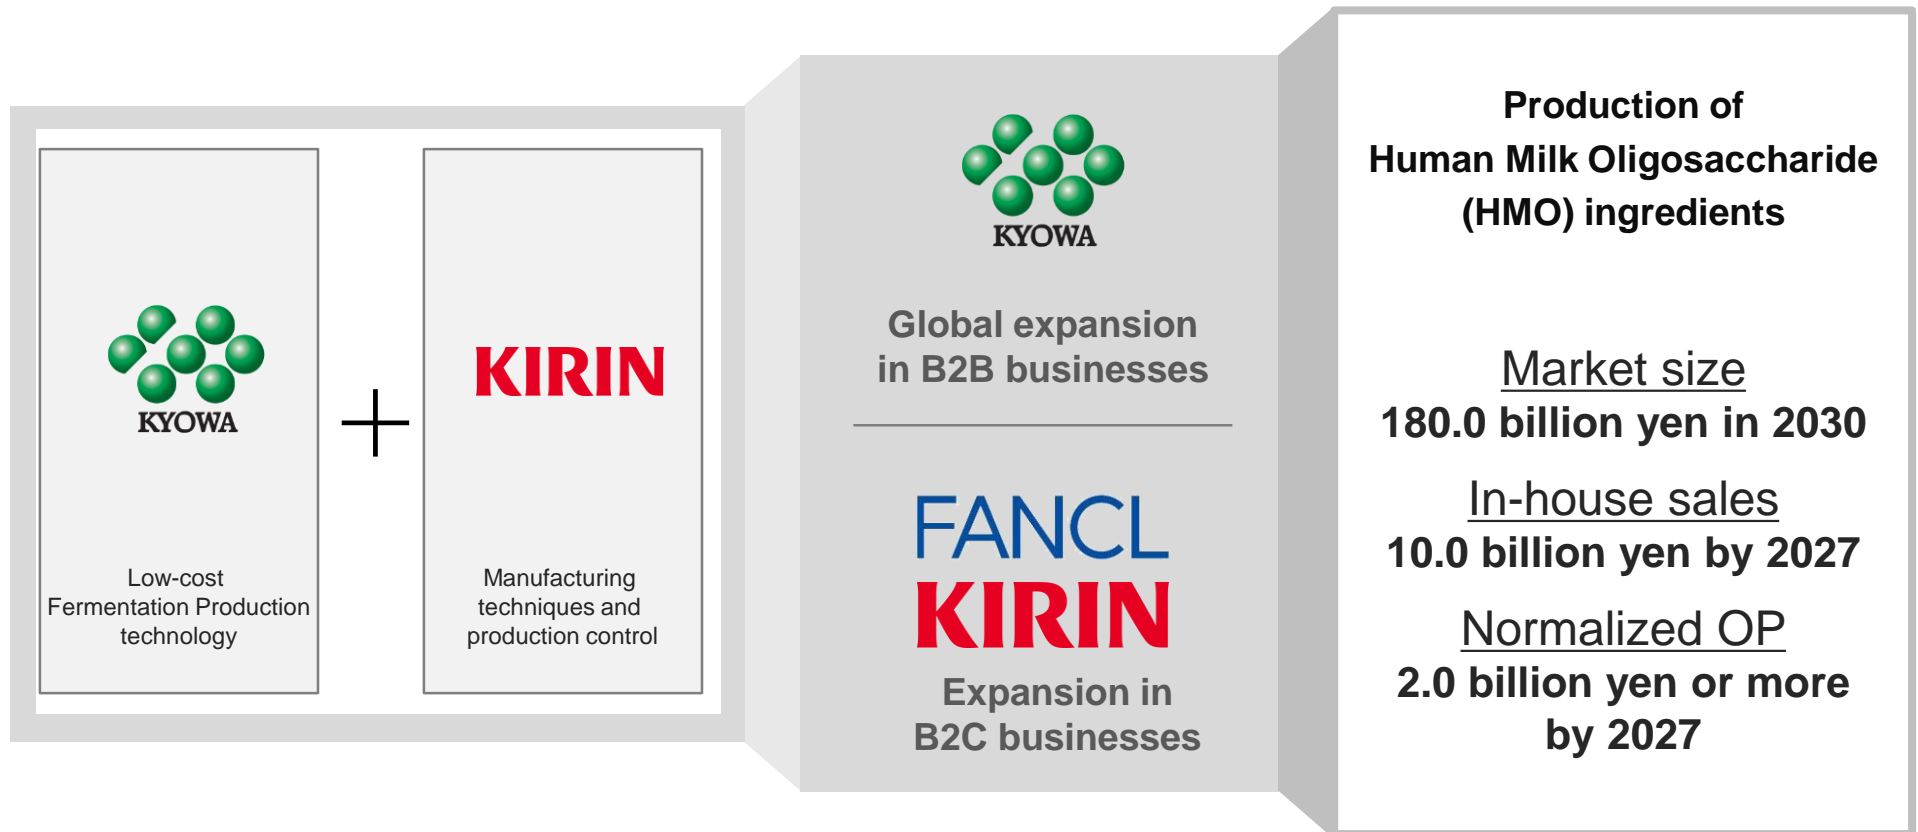 KYOWA
Low-cost
Fermentation Production
technology
+
KIRIN
Manufacturing
techniques and
production control
KYOWA
Global expansion
in B2B businesses
FANCL
KIRIN
Expansion in
B2C businesses
Production of
Human Milk Oligosaccharide
(HMO) ingredients
Market size
180.0 billion yen in 2030
In-house sales
10.0 billion yen by 2027
Normalized OP
2.0 billion yen or more
by 2027